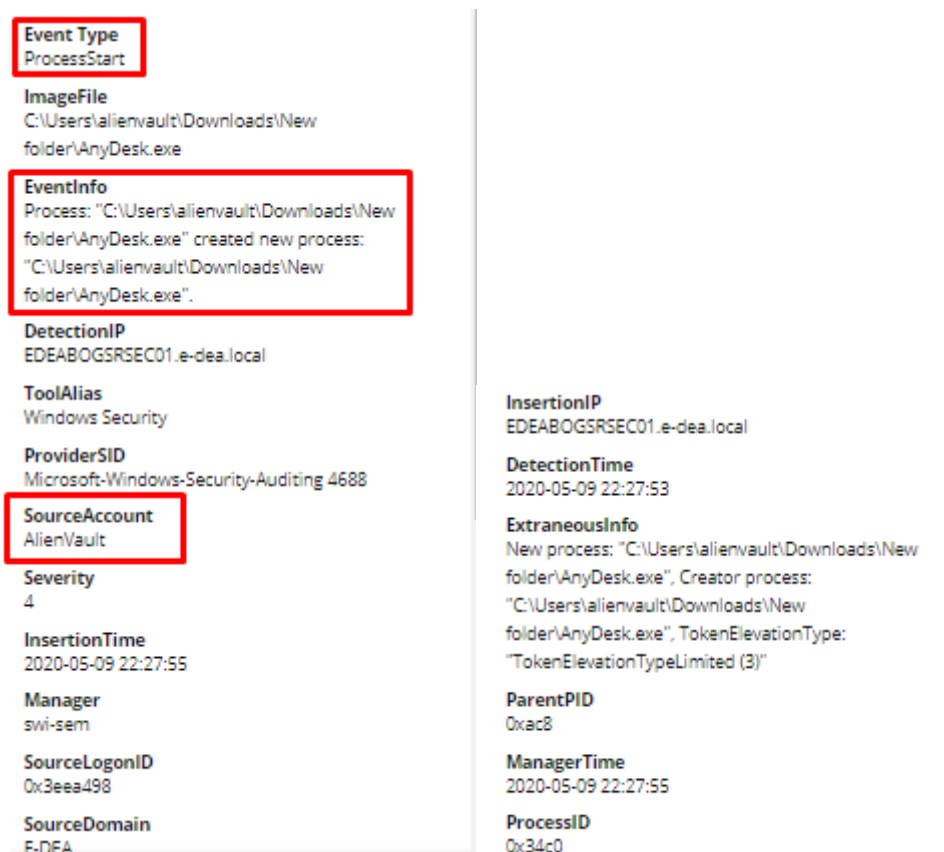 Event Type
ProcessStart
ImageFile
C:\Users\alienvault\Downloads\New
folder\AnyDesk.exe
EventInfo
Process: "C:\Users\alienvault\Downloads\New
folder\AnyDesk.exe" created new process:
"C:\Users\alienvault\Downloads\New
folder\AnyDesk.exe".
DetectionIP
EDEABOGSRSEC01.e-dea.local
ToolAlias
Windows Security
ProviderSID
Microsoft-Windows-Security-Auditing 4688
SourceAccount
AlienVault
Severity
4
InsertionTime
2020-05-09 22:27:55
Manager
swi-sem
SourceLogonID
0x3eea498
SourceDomain
E-DEA
InsertionIP
EDEABOGSRSEC01.e-dea.local
DetectionTime
2020-05-09 22:27:53
ExtraneousInfo
New process: "C:\Users\alienvault\Downloads\New
folder\AnyDesk.exe", Creator process:
"C:\Users\alienvault\Downloads\New
folder\AnyDesk.exe", TokenElevationType:
"TokenElevationTypeLimited (3)"
ParentPID
0xac8
ManagerTime
2020-05-09 22:27:55
ProcessID
0x34c0